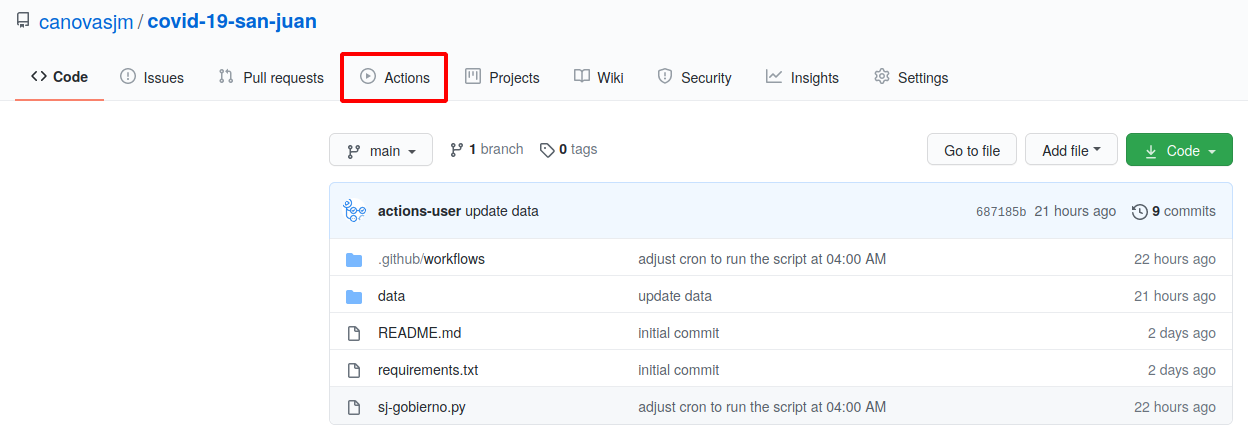 canovasjm / covid-19-san-juan
Code Issues Pull requests Actions Projects Wiki Security Insights Settings
main 1 branch 0 tags Go to file Add file Code
actions-user update data 687185b 21 hours ago 9 commits
.github/workflows adjust cron to run the script at 04:00 AM 22 hours ago
data update data 21 hours ago
README.md initial commit 2 days ago
requirements.txt initial commit 2 days ago
sj-gobierno.py adjust cron to run the script at 04:00 AM 22 hours ago